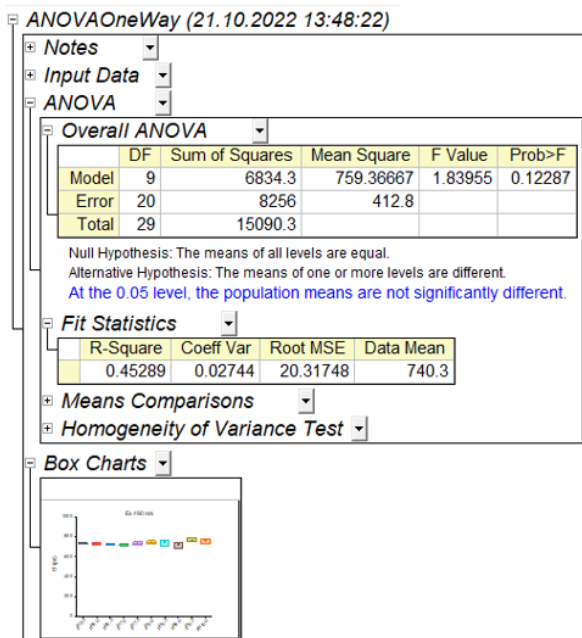 ANOVAOneWay (21.10.2022 13:48:22)
Notes
Input Data
ANOVA
Overall ANOVA
DF Sum of Squares Mean Square F Value Prob>F
Model 9 6834.3 759.36667 1.83955 0.12287
Error 20 8256 412.8
Total 29 15090.3
Null Hypothesis: The means of all levels are equal.
Alternative Hypothesis: The means of one or more levels are different.
At the 0.05 level, the population means are not significantly different.
Fit Statistics
R-Square Coeff Var Root MSE Data Mean
0.45289 0.02744 20.31748 740.3
Means Comparisons
Homogeneity of Variance Test
Box Charts